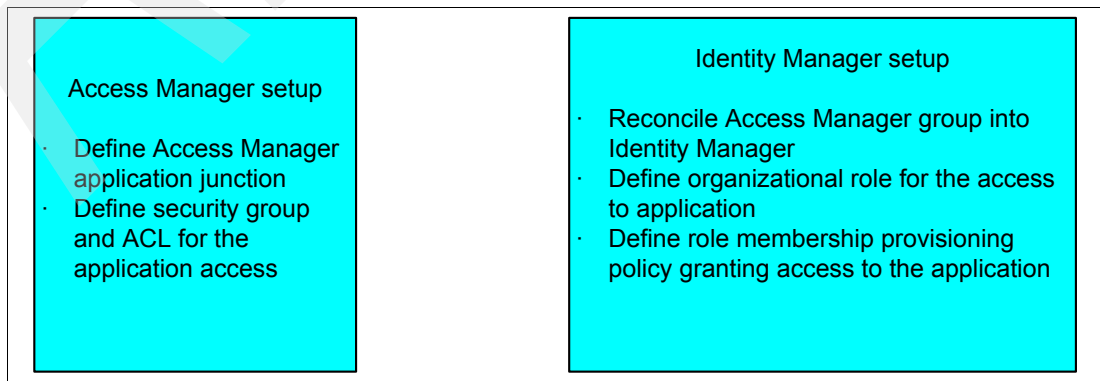 Access Manager setup
· Define Access Manager
application junction
· Define security group
and ACL for the
application access
Identity Manager setup
· Reconcile Access Manager group into
Identity Manager
· Define organizational role for the access
to application
· Define role membership provisioning
policy granting access to the application